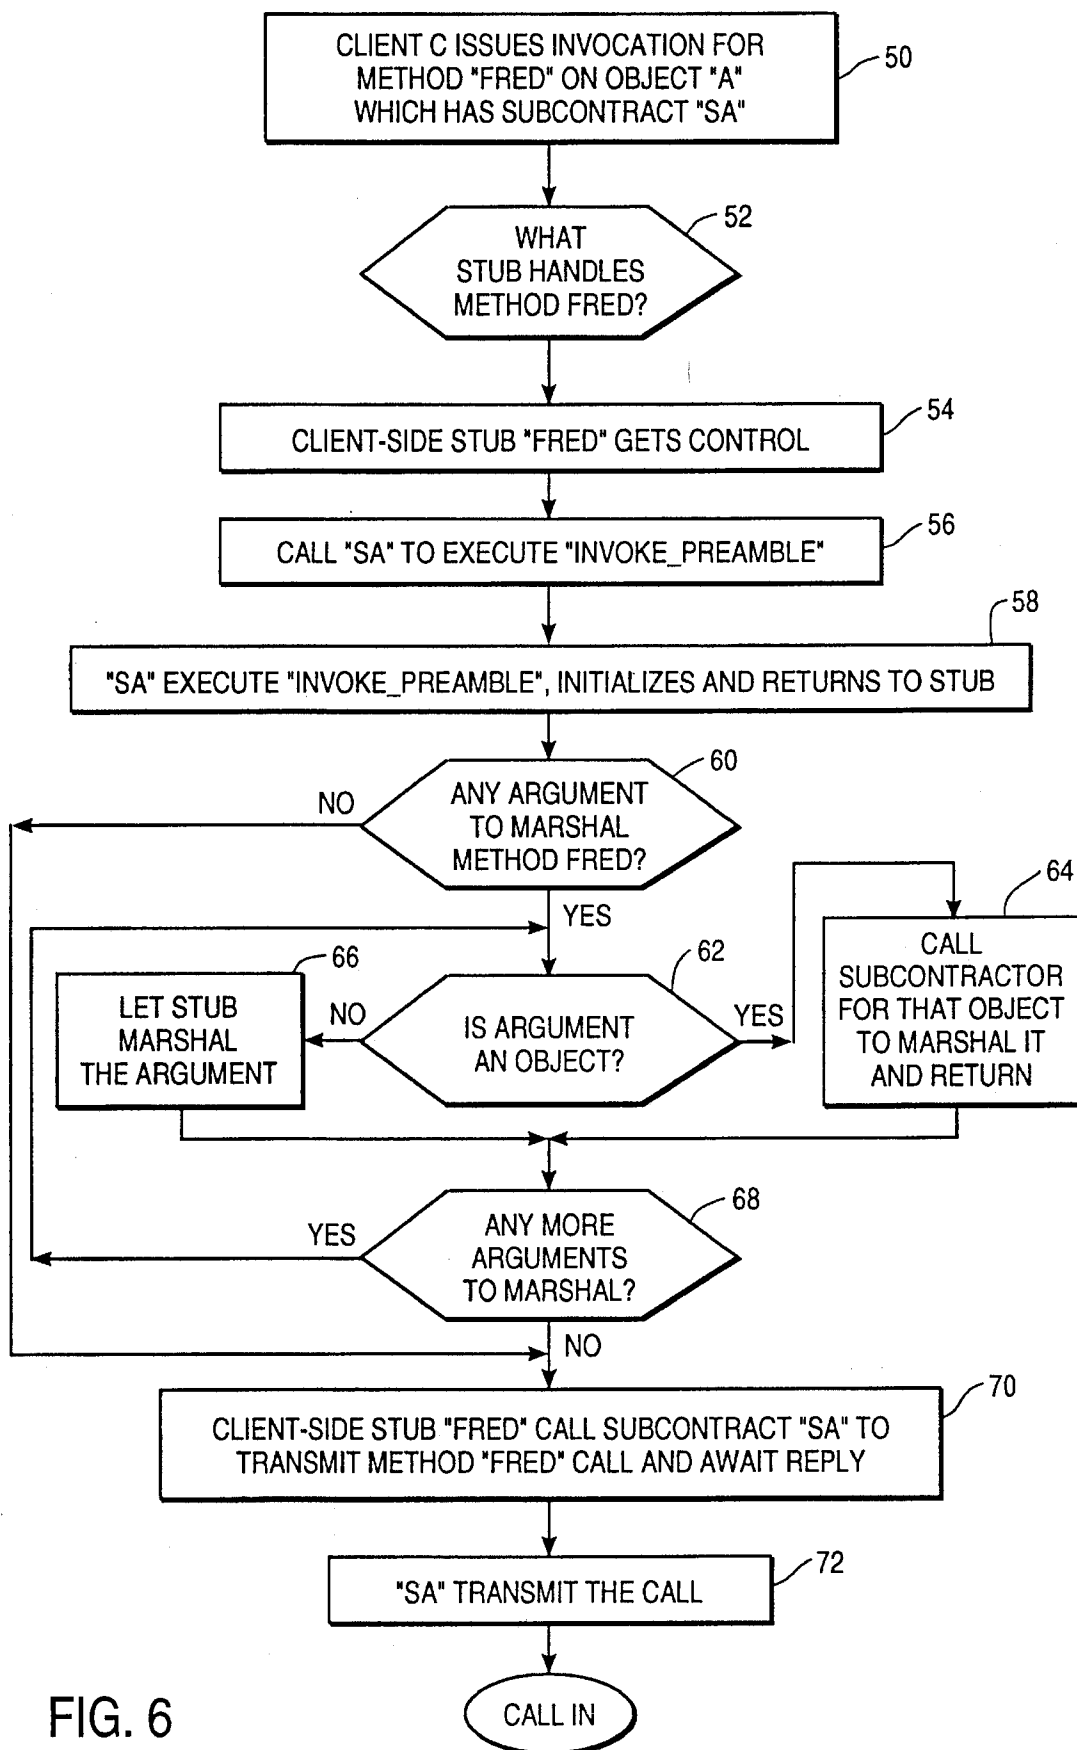 CLIENT C ISSUES INVOCATION FOR
METHOD "FRED" ON OBJECT "A"
WHICH HAS SUBCONTRACT "SA"
50
WHAT
STUB HANDLES
METHOD FRED?
52
CLIENT-SIDE STUB "FRED" GETS CONTROL
54
CALL "SA" TO EXECUTE "INVOKE_PREAMBLE"
56
"SA" EXECUTE "INVOKE_PREAMBLE", INITIALIZES AND RETURNS TO STUB
58
ANY ARGUMENT
TO MARSHAL
METHOD FRED?
60
NO
YES
IS ARGUMENT
AN OBJECT?
62
NO
YES
LET STUB
MARSHAL
THE ARGUMENT
66
CALL
SUBCONTRACTOR
FOR THAT OBJECT
TO MARSHAL IT
AND RETURN
64
ANY MORE
ARGUMENTS
TO MARSHAL?
68
YES
NO
CLIENT-SIDE STUB "FRED" CALL SUBCONTRACT "SA" TO
TRANSMIT METHOD "FRED" CALL AND AWAIT REPLY
70
"SA" TRANSMIT THE CALL
72
CALL IN
FIG. 6